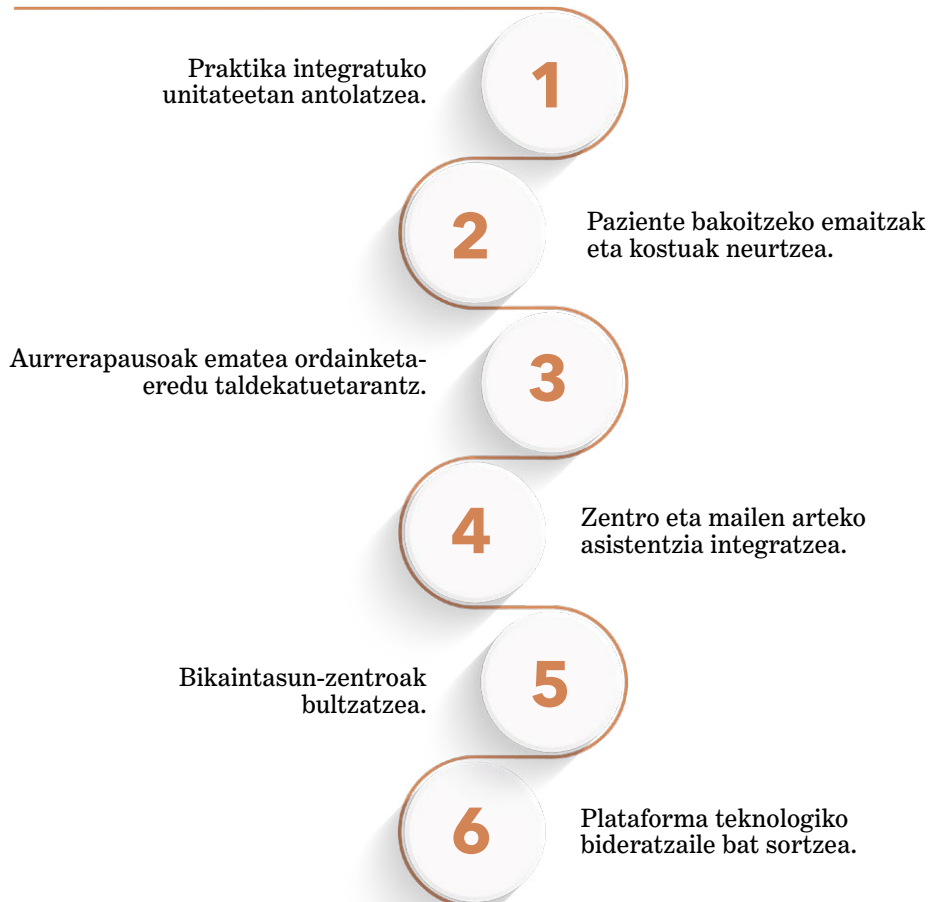 1
Praktika integratuko
unitateetan antolatzea.
2
Paziente bakoitzeko emaitzak
eta kostuak neurtzea.
3
Aurrerapausoak ematea ordainketa-
eredu taldekatuetarantz.
4
Zentro eta mailen arteko
asistentzia integratzea.
5
Bikaintasun-zentroak
bultzatzea.
6
Plataforma teknologiko
bideratzaile bat sortzea.